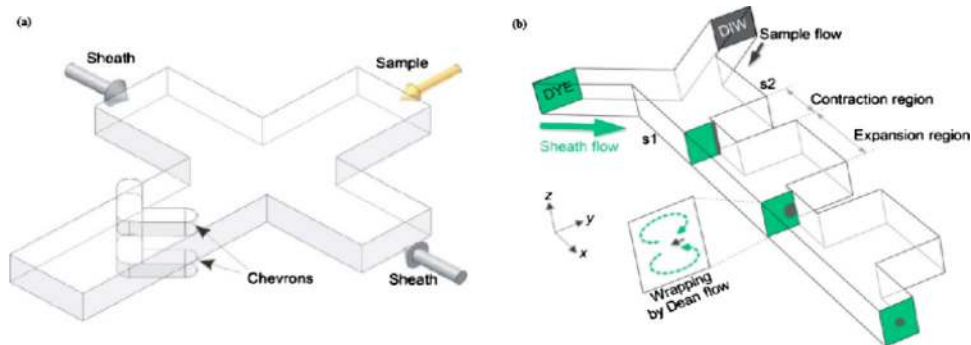 (a)
Sheath
Sample
Chevrons
Sheath
(b)
DIW
Sample flow
DYE
s2
Contraction region
Sheath flow
s1
Expansion region
z
y
x
Wrapping
by Dean flow